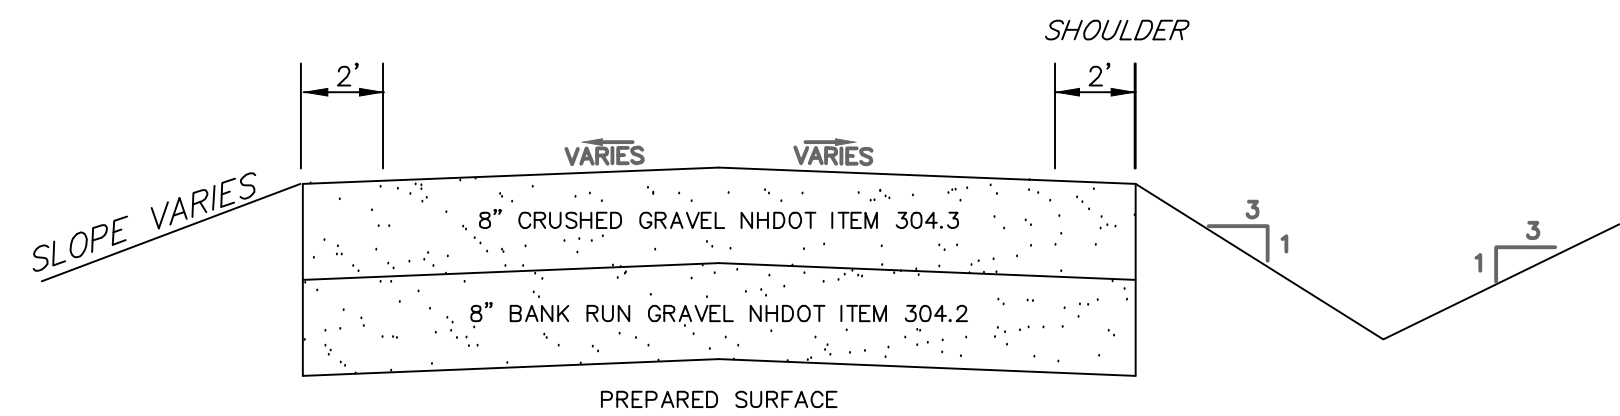 SHOULDER
2’
2’
VARIES
VARIES
SLOPE VARIES
8” CRUSHED GRAVEL NHDOT ITEM 304.3
3
1
3
1
8” BANK RUN GRAVEL NHDOT ITEM 304.2
PREPARED SURFACE